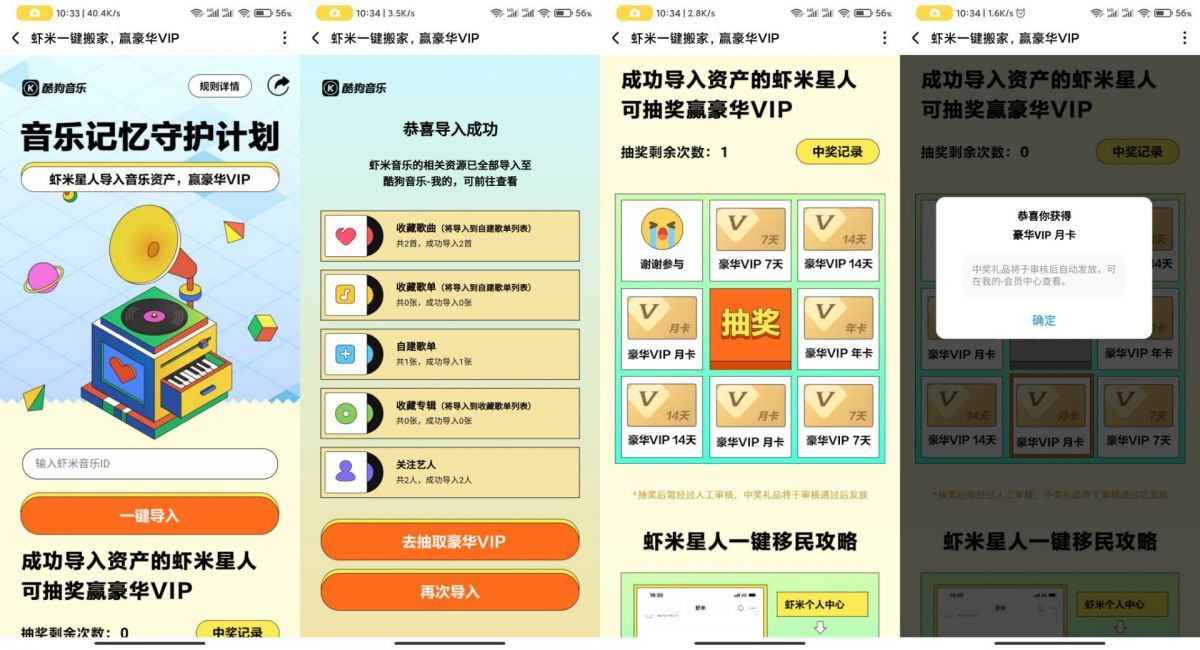 10:33 | 40.4K/s
56%
虾米一键搬家，赢豪华VIP
酷狗音乐
规则详情
音乐记忆守护计划
虾米星人导入音乐资产，赢豪华VIP
输入虾米音乐ID
一键导入
成功导入资产的虾米星人
可抽奖赢豪华VIP
抽奖剩余次数：0
中奖记录
10:34 | 3.5K/s
56%
虾米一键搬家，赢豪华VIP
酷狗音乐
恭喜导入成功
虾米音乐的相关资源已全部导入至
酷狗音乐-我的，可前往查看
收藏歌曲（将导入到自建歌单列表）
共2首，成功导入2首
收藏歌单（将导入到自建歌单列表）
共0张，成功导入0张
自建歌单
共1张，成功导入1张
收藏专辑（将导入到收藏歌单列表）
共0张，成功导入0张
关注艺人
共2人，成功导入2人
去抽取豪华VIP
再次导入
10:34 | 2.8K/s
56%
虾米一键搬家，赢豪华VIP
成功导入资产的虾米星人
可抽奖赢豪华VIP
抽奖剩余次数：1
中奖记录
谢谢参与
V 7天
豪华VIP 7天
V 14天
豪华VIP 14天
V 月卡
豪华VIP 月卡
抽奖
V 年卡
豪华VIP 年卡
V 14天
豪华VIP 14天
V 月卡
豪华VIP 月卡
V 7天
豪华VIP 7天
*抽奖后需经过人工审核，中奖礼品将于审核通过后发放
虾米星人一键移民攻略
19:30
4G
虾米
虾米个人中心
10:34 | 1.6K/s
56%
虾米一键搬家，赢豪华VIP
成功导入资产的虾米星人
可抽奖赢豪华VIP
抽奖剩余次数：0
中奖记录
恭喜你获得
豪华VIP 月卡
中奖礼品将于审核后自动发放，可
在我的-会员中心查看。
确定
天
14天
豪华VIP 月卡
豪华VIP 年卡
V 14天
豪华VIP 14天
V 月卡
豪华VIP 月卡
V 7天
豪华VIP 7天
*抽奖后需经过人工审核，中奖礼品将于审核通过后发放
虾米星人一键移民攻略
19:30
4G
虾米
虾米个人中心